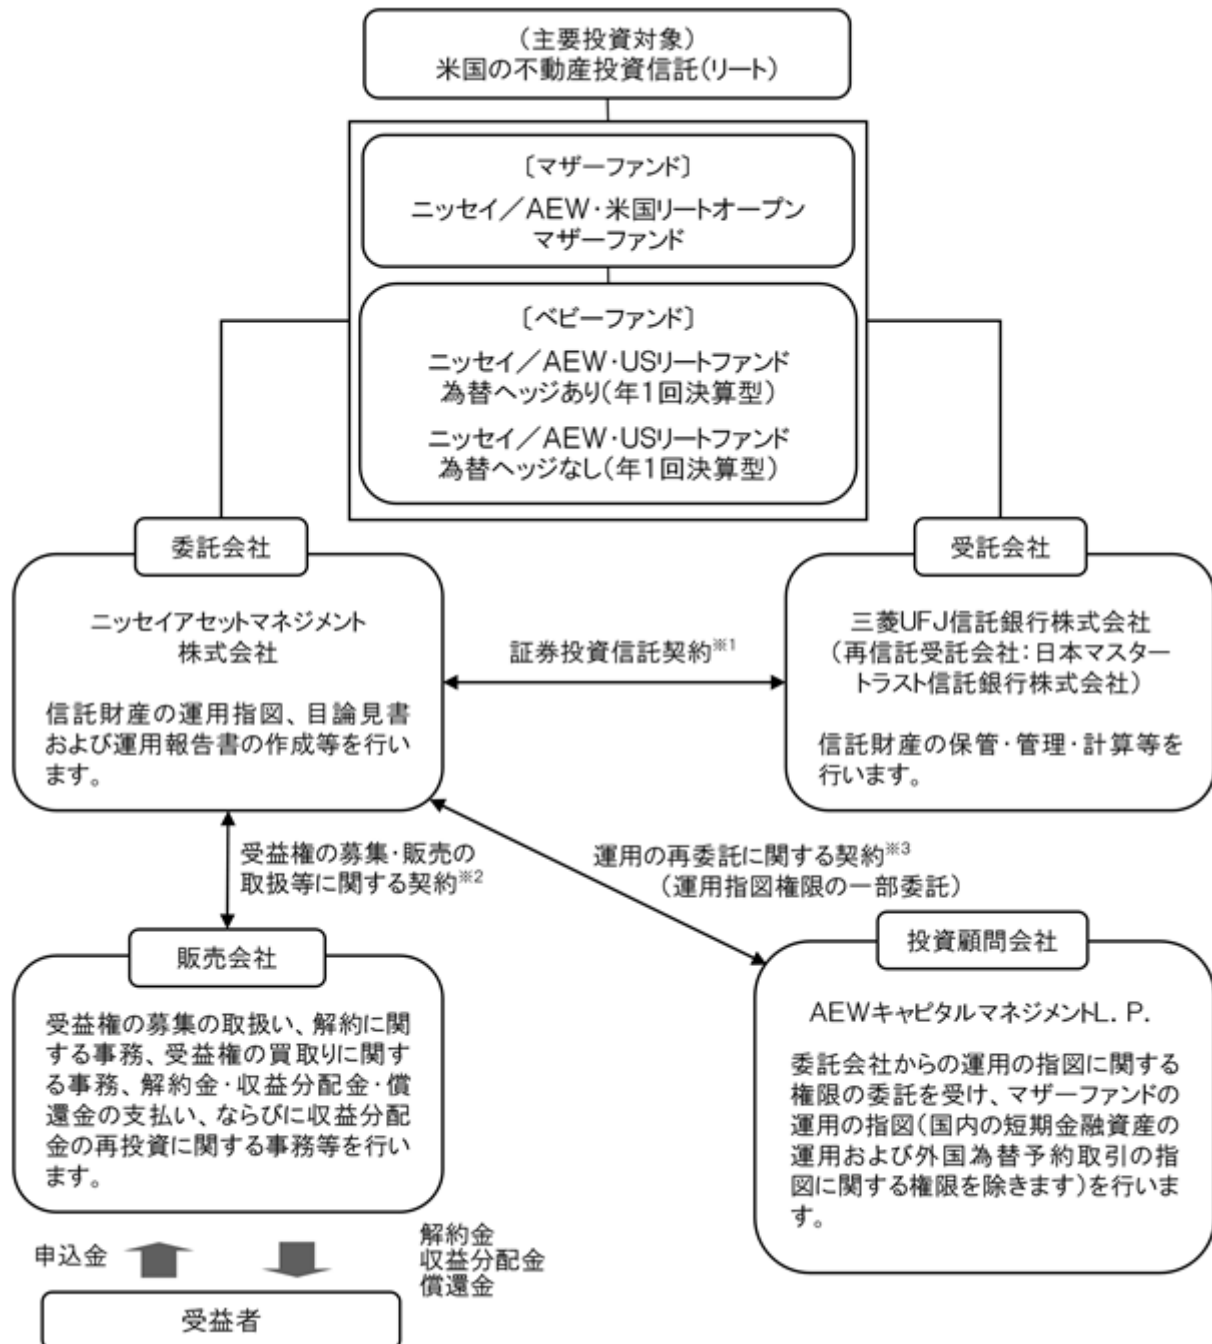 （主要投資対象）
米国の不動産投資信託（リート）
〔マザーファンド〕
ニッセイ／AEW・米国リートオープン
マザーファンド
〔ベビーファンド〕
ニッセイ／AEW・USリートファンド
為替ヘッジあり（年1回決算型）
ニッセイ／AEW・USリートファンド
為替ヘッジなし（年1回決算型）
委託会社
ニッセイアセットマネジメント
株式会社
信託財産の運用指図、目論見書
および運用報告書の作成等を行い
ます。
証券投資信託契約※1
受託会社
三菱UFJ信託銀行株式会社
（再信託受託会社：日本マスター
トラスト信託銀行株式会社）
信託財産の保管・管理・計算等を
行います。
受益権の募集・販売の
取扱等に関する契約※2
運用の再委託に関する契約※3
（運用指図権限の一部委託）
販売会社
受益権の募集の取扱い、解約に関
する事務、受益権の買取りに関す
る事務、解約金・収益分配金・償
還金の支払い、ならびに収益分配
金の再投資に関する事務等を行い
ます。
投資顧問会社
AEWキャピタルマネジメントL．P．
委託会社からの運用の指図に関する
権限の委託を受け、マザーファンドの
運用の指図（国内の短期金融資産の
運用および外国為替予約取引の指
図に関する権限を除きます）を行いま
す。
申込金
解約金
収益分配金
償還金
受益者